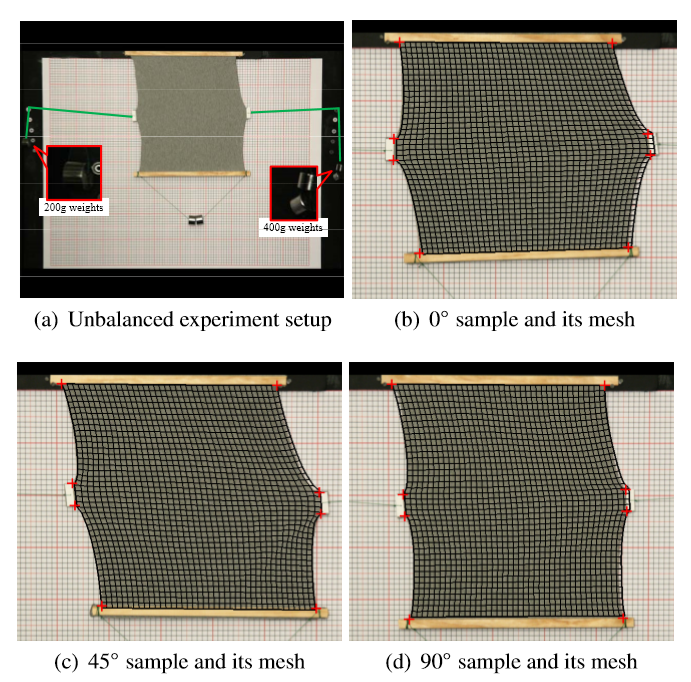 200g weights
400g weights
(a) Unbalanced experiment setup
(b) 0° sample and its mesh
(c) 45° sample and its mesh
(d) 90° sample and its mesh